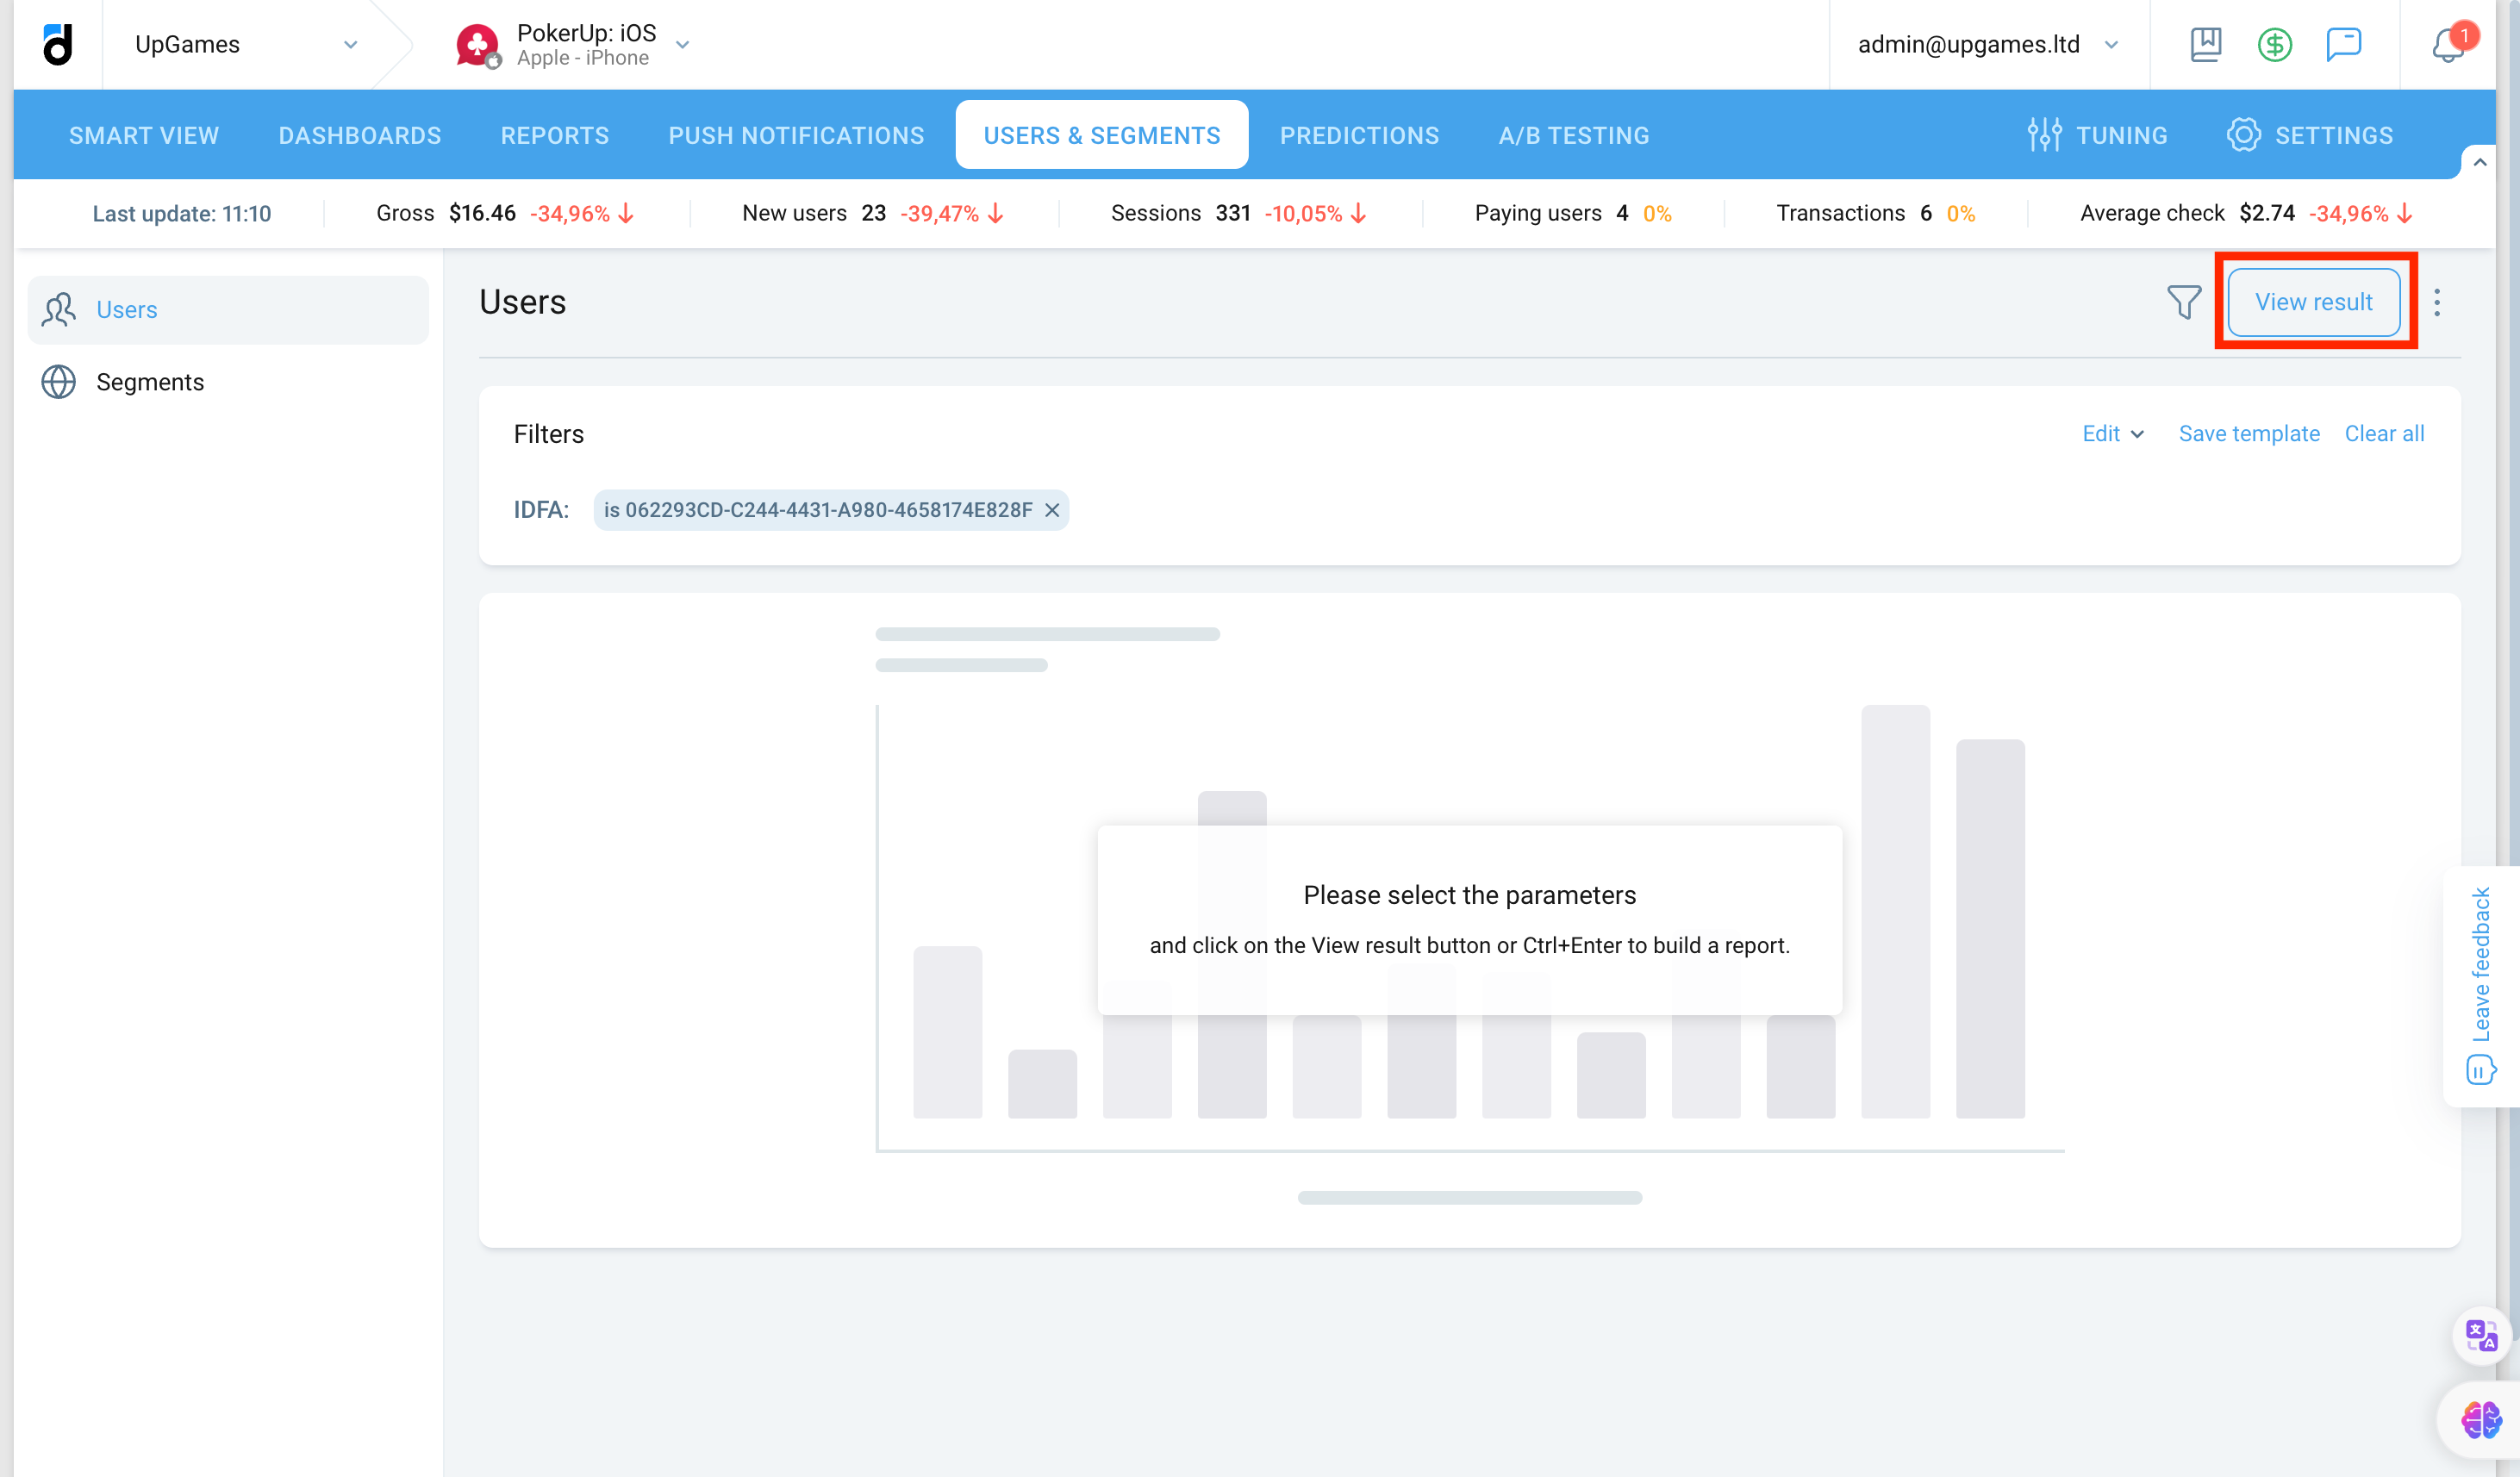 UpGames
PokerUp: iOS
Apple - iPhone
admin@upgames.ltd
1
SMART VIEW
DASHBOARDS
REPORTS
PUSH NOTIFICATIONS
USERS & SEGMENTS
PREDICTIONS
A/B TESTING
TUNING
SETTINGS
Last update: 11:10
Gross $16.46 -34,96%
New users 23 -39,47%
Sessions 331 -10,05%
Paying users 4 0%
Transactions 6 0%
Average check $2.74 -34,96%
Users
Segments
Users
View result
Filters
Edit
Save template
Clear all
IDFA: is 062293CD-C244-4431-A980-4658174E828F
Please select the parameters
and click on the View result button or Ctrl+Enter to build a report.
Leave feedback